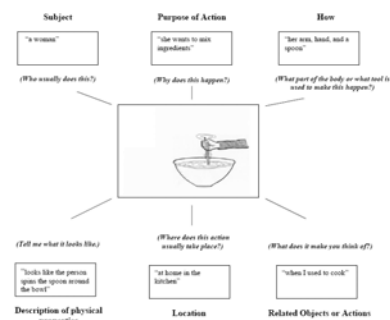 Subject
Purpose of Action
How
"a woman"
"she wants to mix
ingredients"
"her arm, hand, and a
spoon"
(Who usually does this?)
(Why does this happen?)
(What part of the body or what tool is
used to make this happen?)
(Tell me what it looks like.)
(Where does this action
usually take place?)
(What does it make you think of?)
"looks like the person
spins the spoon around
the bowl"
"at home in the
kitchen"
"when I used to cook"
Description of physical
properties
Location
Related Objects or Actions